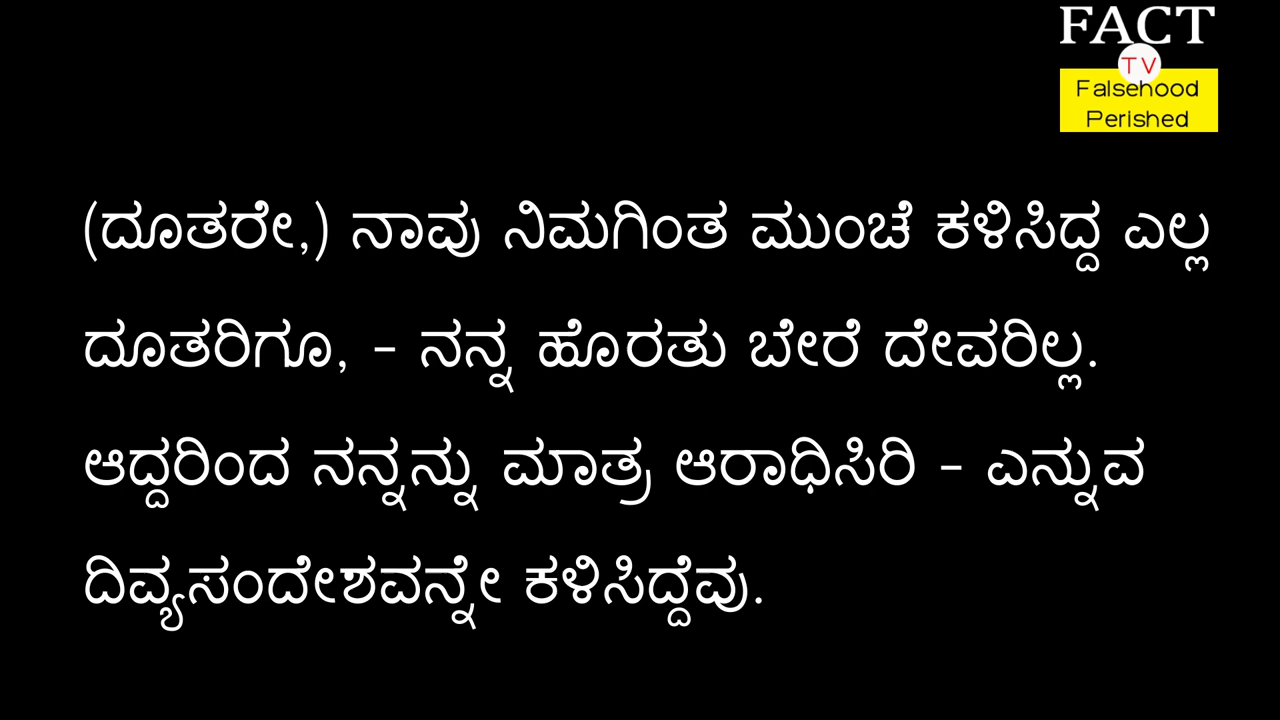 FACT
TV
Falsehood
Perished
(ದೂತರೇ,) ನಾವು ನಿಮಗಿಂತ ಮುಂಚೆ ಕಳಿಸಿದ್ದ ಎಲ್ಲ
ದೂತರಿಗೂ, - ನನ್ನ ಹೊರತು ಬೇರೆ ದೇವರಿಲ್ಲ.
ಆದ್ದರಿಂದ ನನ್ನನ್ನು ಮಾತ್ರ ಆರಾಧಿಸಿರಿ - ಎನ್ನುವ
ದಿವ್ಯಸಂದೇಶವನ್ನೇ ಕಳಿಸಿದ್ದೆವು.